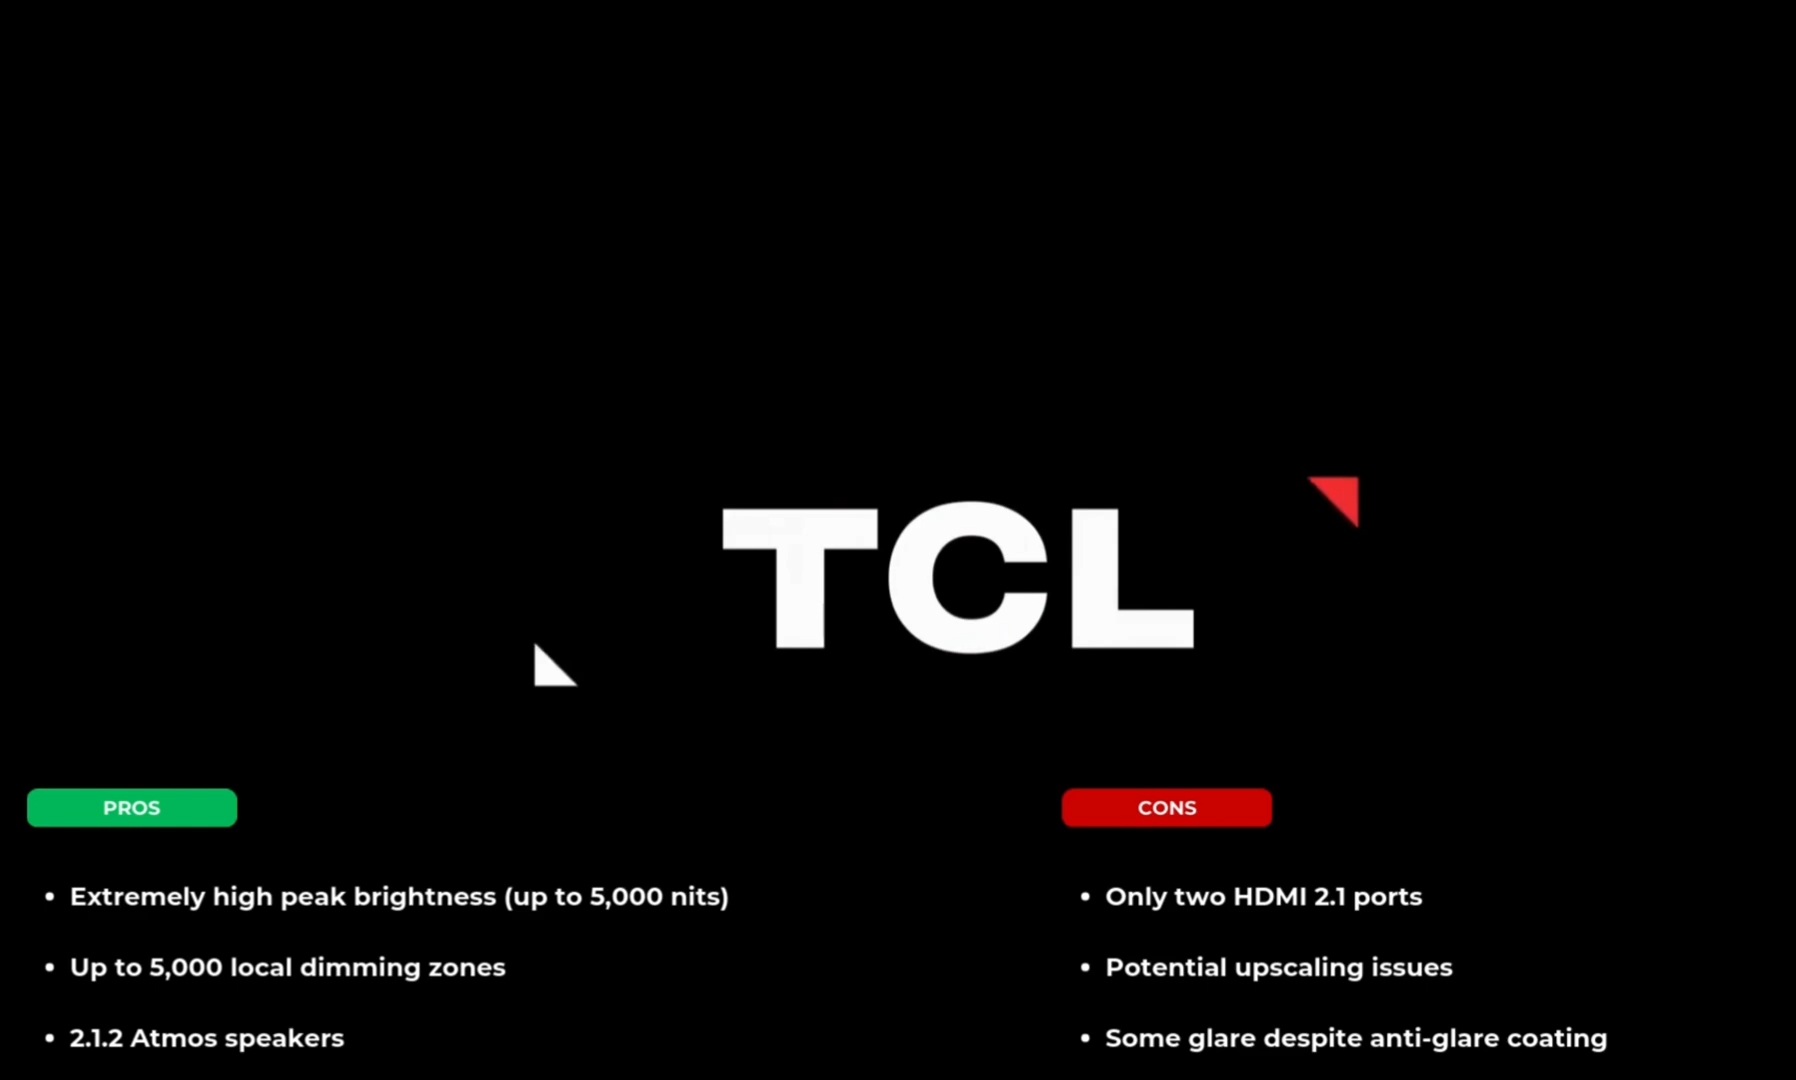 TCL
PROS
• Extremely high peak brightness (up to 5,000 nits)
• Up to 5,000 local dimming zones
• 2.1.2 Atmos speakers
CONS
• Only two HDMI 2.1 ports
• Potential upscaling issues
• Some glare despite anti-glare coating